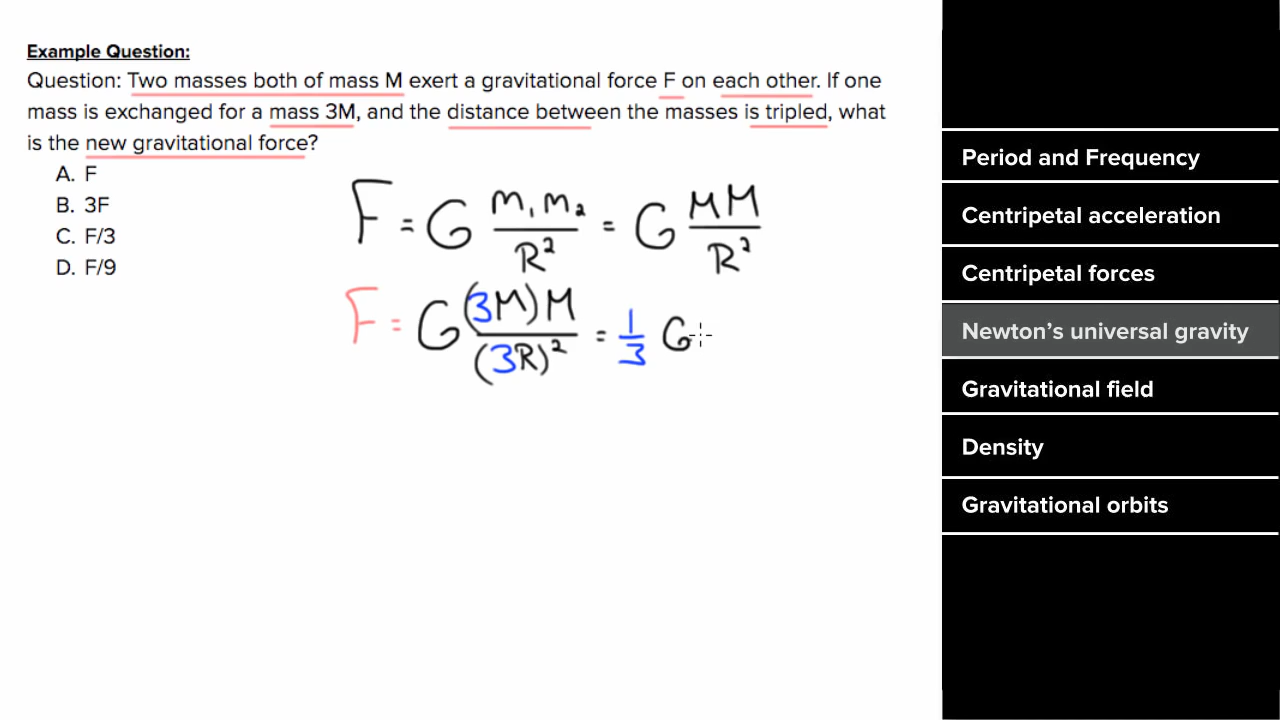 Example Question:
Question: Two masses both of mass M exert a gravitational force F on each other. If one
mass is exchanged for a mass 3M, and the distance between the masses is tripled, what
is the new gravitational force?
A. F
B. 3F
C. F/3
D. F/9
F = G m₁ m₂ / R² = G M M / R²
F = G (3M) M / (3R)² = 1/3 G
Period and Frequency
Centripetal acceleration
Centripetal forces
Newton’s universal gravity
Gravitational field
Density
Gravitational orbits